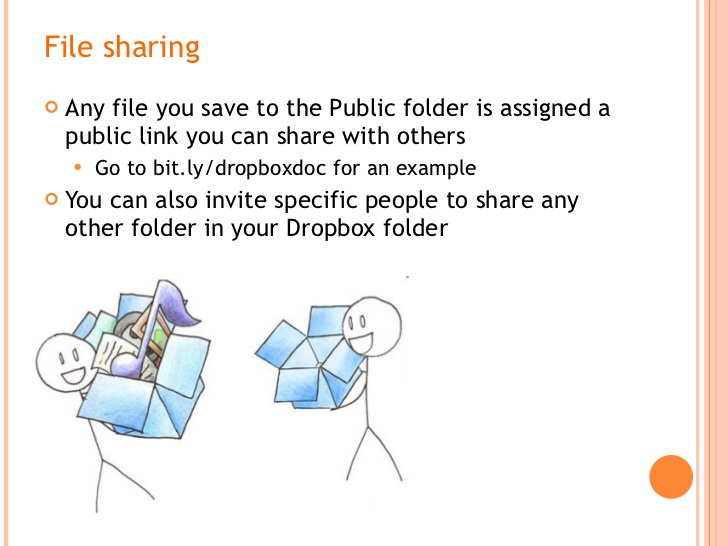 File sharing
Any file you save to the Public folder is assigned a
public link you can share with others
Go to bit.ly/dropboxdoc for an example
You can also invite specific people to share any
other folder in your Dropbox folder